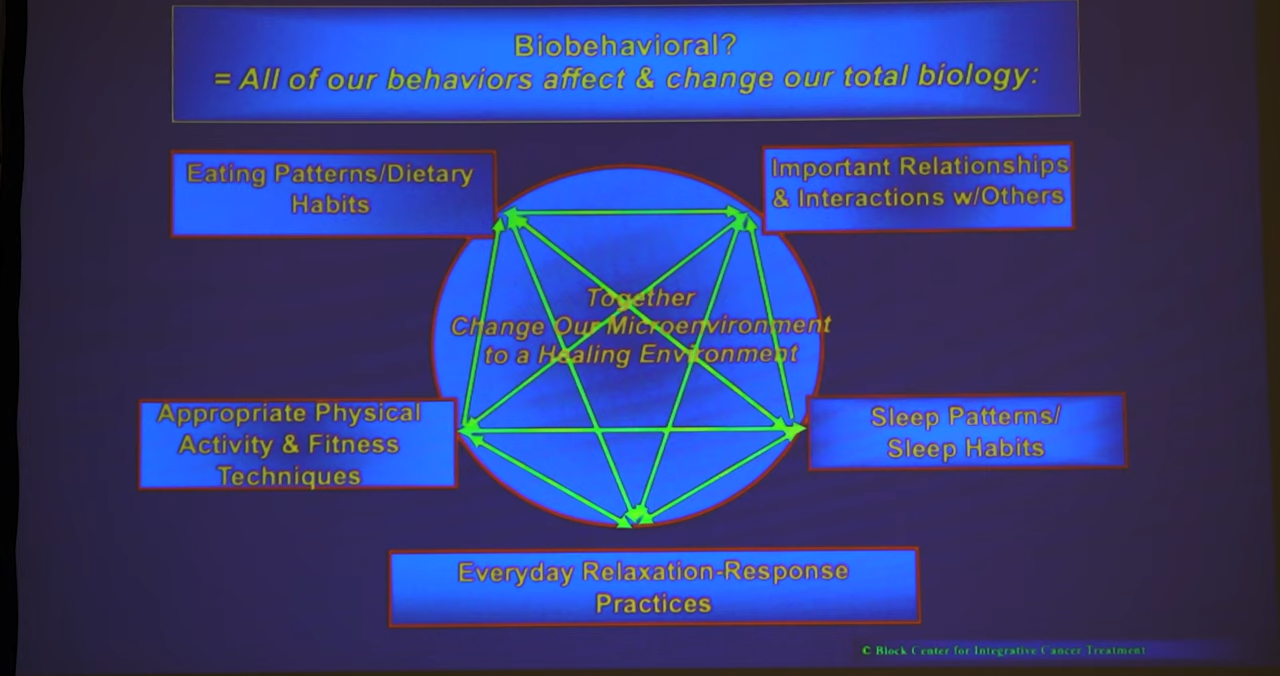 Biobehavioral?
= All of our behaviors affect & change our total biology:
Eating Patterns/Dietary
Habits
Important Relationships
& Interactions w/Others
Together
Change Our Microenvironment
to a Healing Environment
Appropriate Physical
Activity & Fitness
Techniques
Sleep Patterns/
Sleep Habits
Everyday Relaxation-Response
Practices
© Block Center for Integrative Cancer Treatment